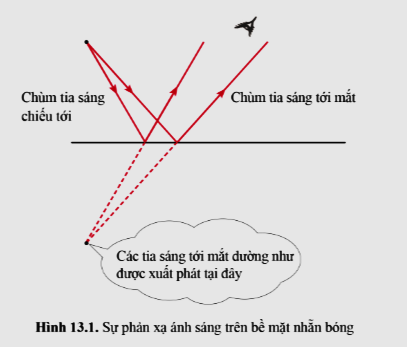 Chùm tia sáng
chiếu tới
Chùm tia sáng tới mắt
Các tia sáng tới mắt dường như
được xuất phát tại đây
Hình 13.1. Sự phản xạ ánh sáng trên bề mặt nhẵn bóng